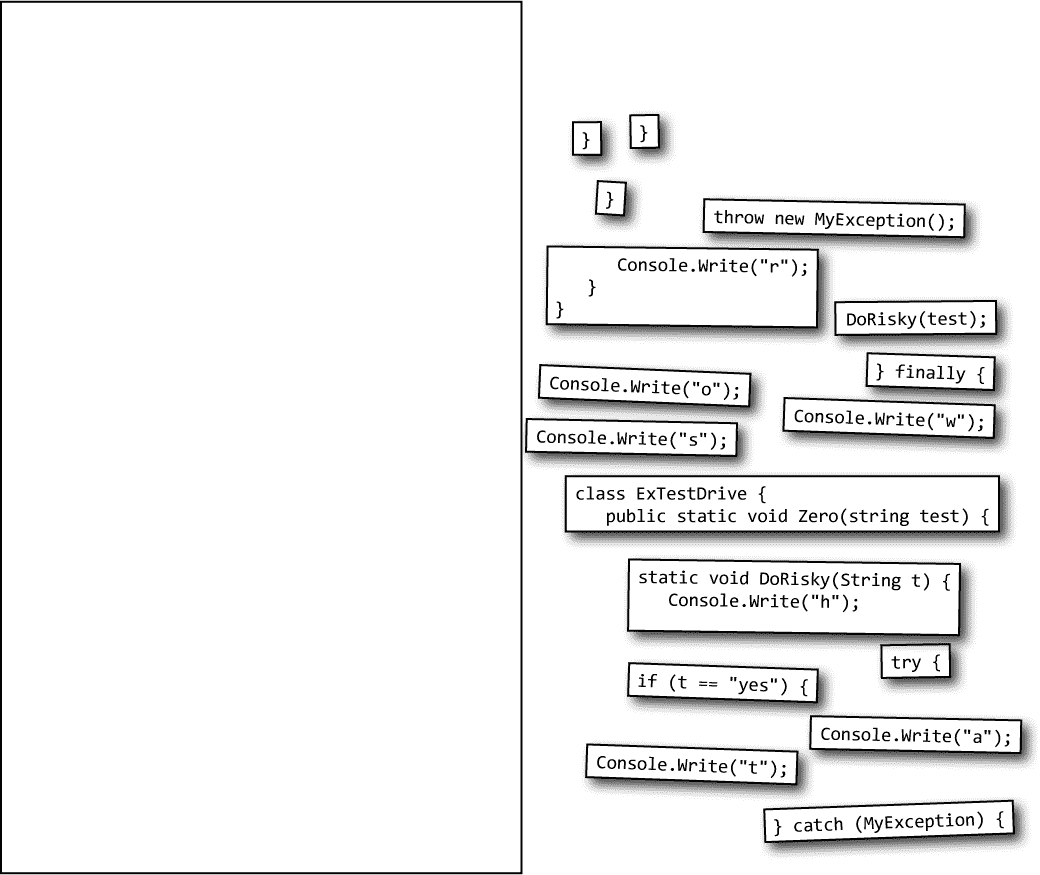 }
}
}
throw new MyException();
Console.Write("r");
}
}
DoRisky(test);
} finally {
Console.Write("o");
Console.Write("w");
Console.Write("s");
class ExTestDrive {
public static void Zero(string test) {
static void DoRisky(String t) {
Console.Write("h");
try {
if (t == "yes") {
Console.Write("a");
Console.Write("t");
} catch (MyException) {